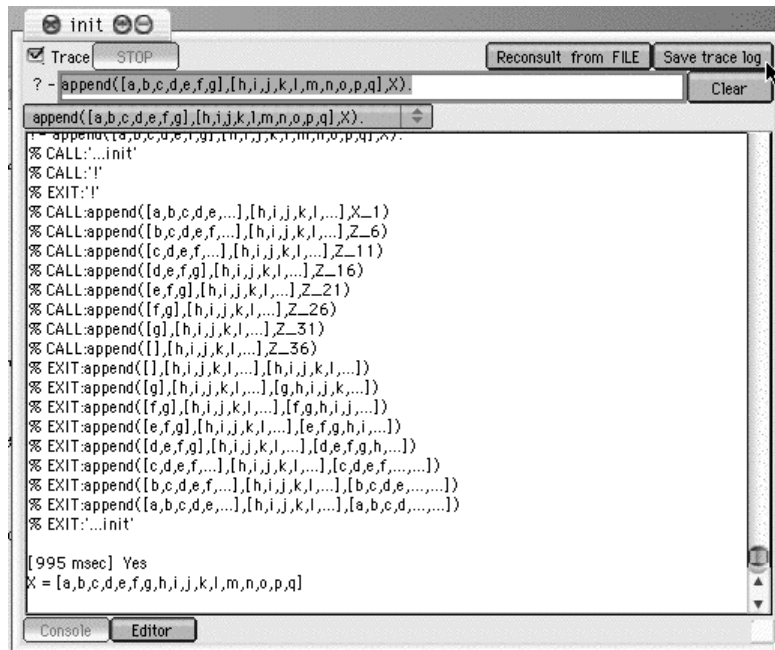 init
Trace STOP Reconsult from FILE Save trace log
? - append([a,b,c,d,e,f,g],[h,i,j,k,l,m,n,o,p,q],X). Clear
append([a,b,c,d,e,f,g],[h,i,j,k,l,m,n,o,p,q],X).
?- append([a,b,c,d,e,f,g],[h,i,j,k,l,m,n,o,p,q],X).
% CALL:'...init'
% CALL:'!'
% EXIT:'!'
% CALL:append([a,b,c,d,e,...],[h,i,j,k,l,...],X_1)
% CALL:append([b,c,d,e,f,...],[h,i,j,k,l,...],Z_6)
% CALL:append([c,d,e,f,...],[h,i,j,k,l,...],Z_11)
% CALL:append([d,e,f,g],[h,i,j,k,l,...],Z_16)
% CALL:append([e,f,g],[h,i,j,k,l,...],Z_21)
% CALL:append([f,g],[h,i,j,k,l,...],Z_26)
% CALL:append([g],[h,i,j,k,l,...],Z_31)
% CALL:append([],[h,i,j,k,l,...],Z_36)
% EXIT:append([],[h,i,j,k,l,...],[h,i,j,k,l,...])
% EXIT:append([g],[h,i,j,k,l,...],[g,h,i,j,k,...])
% EXIT:append([f,g],[h,i,j,k,l,...],[f,g,h,i,j,...])
% EXIT:append([e,f,g],[h,i,j,k,l,...],[e,f,g,h,i,...])
% EXIT:append([d,e,f,g],[h,i,j,k,l,...],[d,e,f,g,h,...])
% EXIT:append([c,d,e,f,...],[h,i,j,k,l,...],[c,d,e,f,...,...])
% EXIT:append([b,c,d,e,f,...],[h,i,j,k,l,...],[b,c,d,e,...,...])
% EXIT:append([a,b,c,d,e,...],[h,i,j,k,l,...],[a,b,c,d,...,...])
% EXIT:'...init'
[995 msec] Yes
X = [a,b,c,d,e,f,g,h,i,j,k,l,m,n,o,p,q]
Console Editor